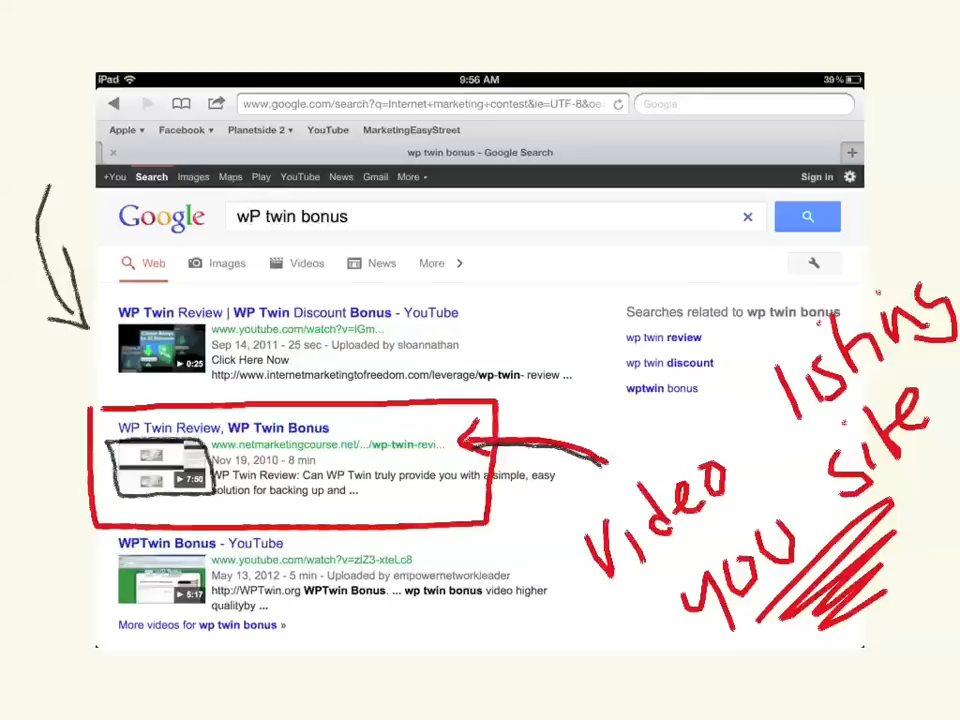 iPad
9:56 AM
39%
www.google.com/search?q=Internet+marketing+contest&ie=UTF-8&oe=
Google
Apple ▾
Facebook ▾
Planetside 2 ▾
YouTube
MarketingEasyStreet
wp twin bonus - Google Search
+You
Search
Images
Maps
Play
YouTube
News
Gmail
More
Sign in
Google
wP twin bonus
Web
Images
Videos
News
More
WP Twin Review | WP Twin Discount Bonus - YouTube
www.youtube.com/watch?v=IGm...
Sep 14, 2011 - 25 sec - Uploaded by sloannathan
Click Here Now
http://www.internetmarketingtofreedom.com/leverage/wp-twin- review ...
0:25
Searches related to wp twin bonus
wp twin review
wp twin discount
wptwin bonus
WP Twin Review, WP Twin Bonus
www.netmarketingcourse.net/.../wp-twin-revi...
Nov 19, 2010 - 8 min
WP Twin Review: Can WP Twin truly provide you with a simple, easy
solution for backing up and ...
7:50
WPTwin Bonus - YouTube
www.youtube.com/watch?v=zlZ3-xteLc8
May 13, 2012 - 5 min - Uploaded by empowernetworkleader
http://WPTwin.org WPTwin Bonus. ... wp twin bonus video higher
qualityby ...
5:17
More videos for wp twin bonus »
video listing
you site